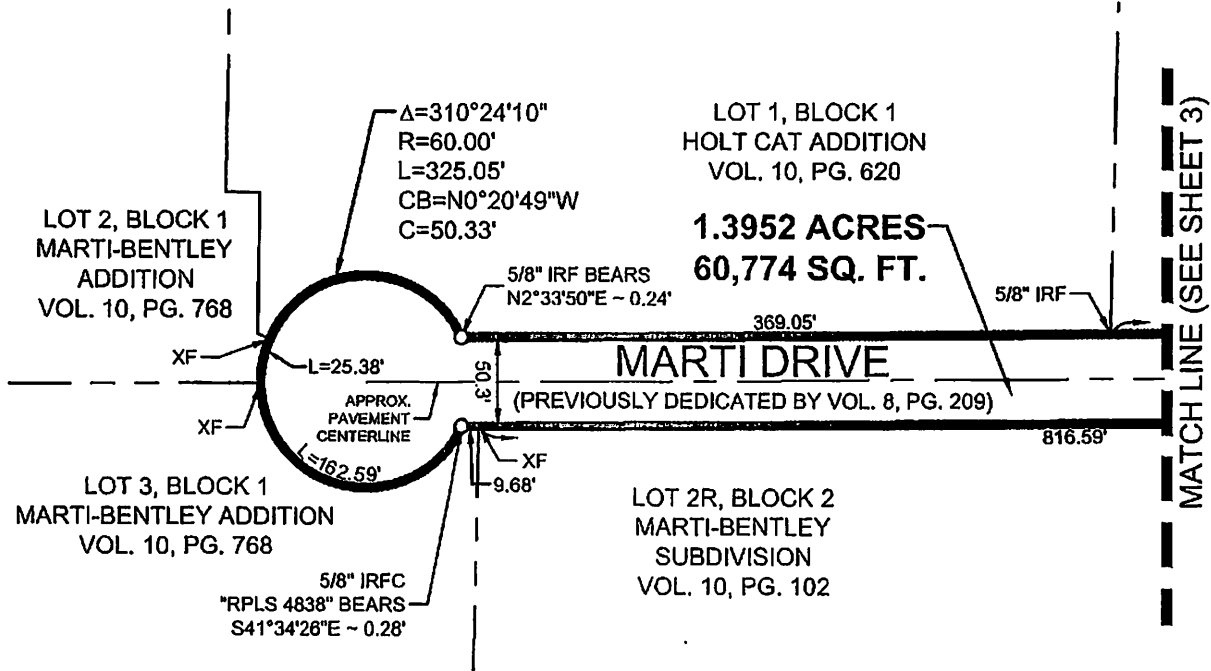 Δ=310°24'10"
R=60.00'
L=325.05'
CB=N0°20'49"W
C=50.33'
LOT 1, BLOCK 1
HOLT CAT ADDITION
VOL. 10, PG. 620
1.3952 ACRES
60,774 SQ. FT.
LOT 2, BLOCK 1
MARTI-BENTLEY
ADDITION
VOL. 10, PG. 768
5/8" IRF BEARS
N2°33'50"E ~ 0.24'
5/8" IRF
369.05'
MATCH LINE (SEE SHEET 3)
XF
L=25.38'
50.3'
MARTI DRIVE
(PREVIOUSLY DEDICATED BY VOL. 8, PG. 209)
APPROX.
PAVEMENT
CENTERLINE
XF
L=162.59'
XF
9.68'
816.59'
LOT 3, BLOCK 1
MARTI-BENTLEY ADDITION
VOL. 10, PG. 768
LOT 2R, BLOCK 2
MARTI-BENTLEY
SUBDIVISION
VOL. 10, PG. 102
5/8" IRFC
"RPLS 4838" BEARS
S41°34'26"E ~ 0.28'